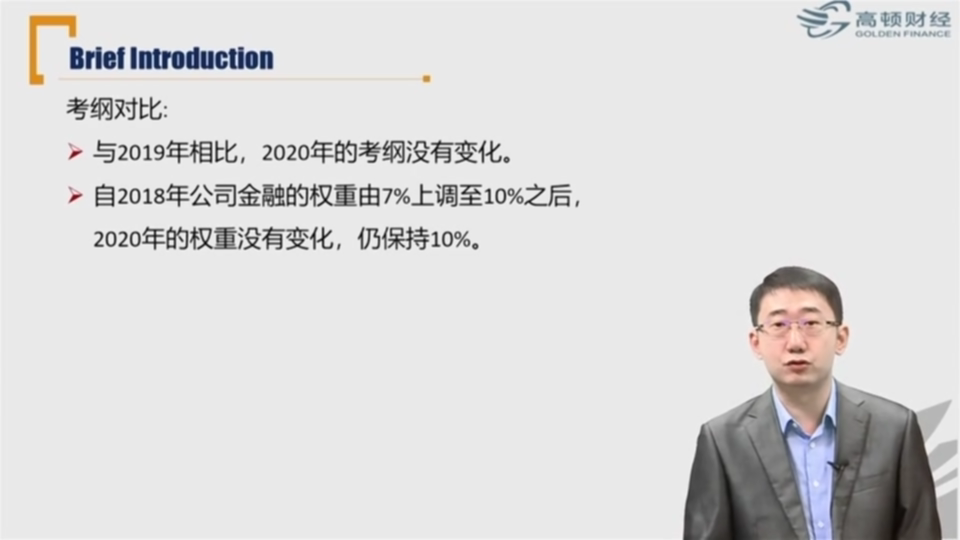 高顿财经
GOLDEN FINANCE
Brief Introduction
考纲对比:
与2019年相比，2020年的考纲没有变化。
自2018年公司金融的权重由7%上调至10%之后，
2020年的权重没有变化，仍保持10%。